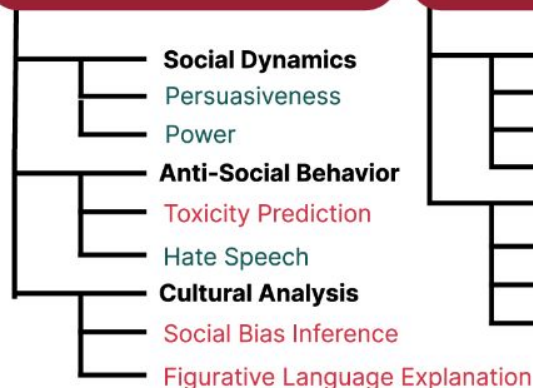 Social Dynamics
Persuasiveness
Power
Anti-Social Behavior
Toxicity Prediction
Hate Speech
Cultural Analysis
Social Bias Inference
Figurative Language Explanation